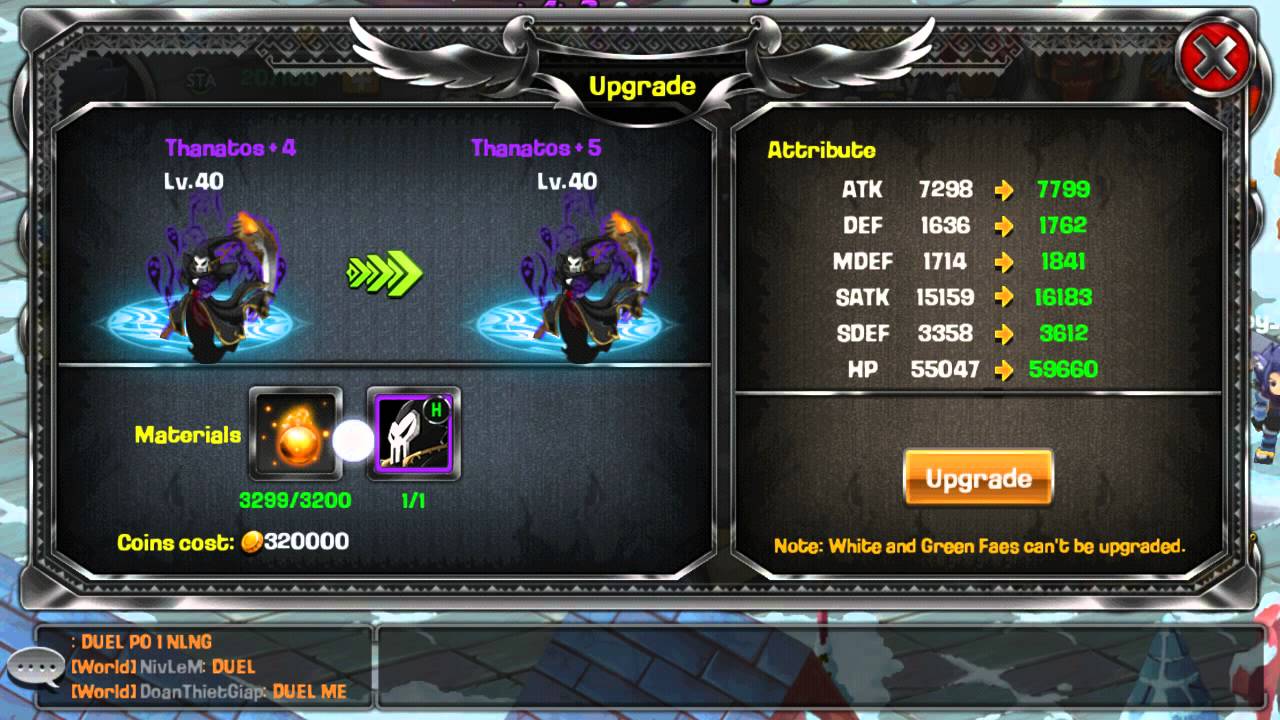 Upgrade
Thanatos + 4
Lv.40
Thanatos + 5
Lv.40
Attribute
ATK 7298 7799
DEF 1636 1762
MDEF 1714 1841
SATK 15159 16183
SDEF 3358 3612
HP 55047 59660
Materials
H
3299/3200
1/1
Coins cost: 320000
Upgrade
Note: White and Green Faes can't be upgraded.
: DUEL PO 1 NLNG
[World] NivLeM: DUEL
[World] DoanThietGiap: DUEL ME
STA